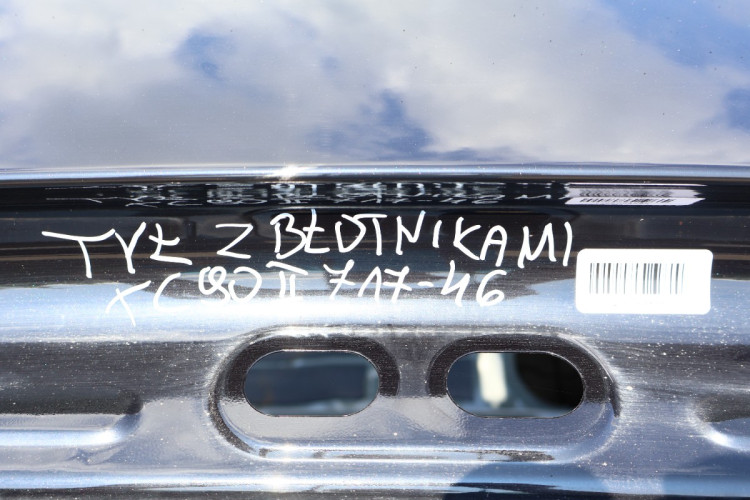 TYŁ Z BŁOTNIKAMI
XC90 II 717-46